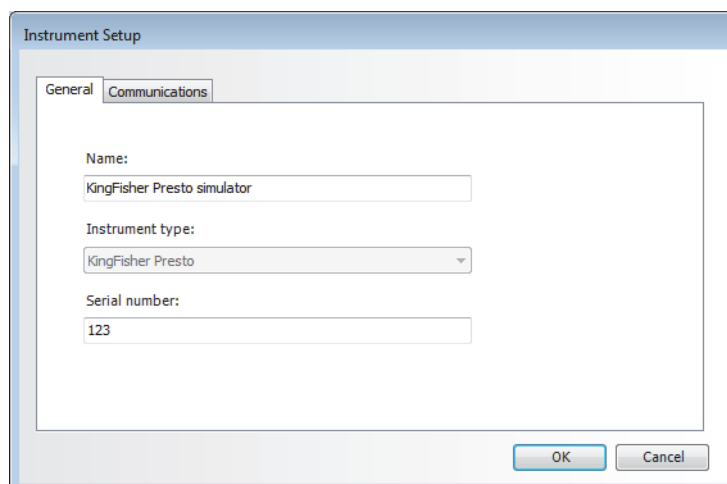 Instrument Setup
General Communications
Name:
KingFisher Presto simulator
Instrument type:
KingFisher Presto
Serial number:
123
OK Cancel